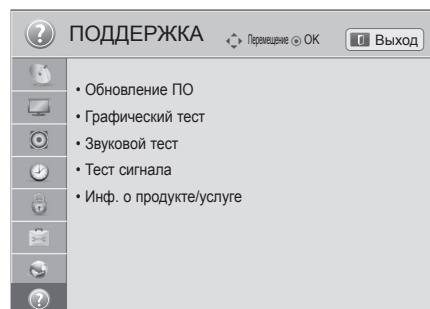 ПОДДЕРЖКА Перемещение OK Выход
• Обновление ПО
• Графический тест
• Звуковой тест
• Тест сигнала
• Инф. о продукте/услуге